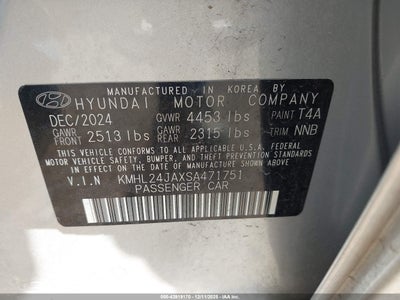 MANUFACTURED IN KOREA BY
HYUNDAI MOTOR COMPANY
DEC/2024 GVWR 4453 lbs PAINT T4A
GAWR FRONT 2513 lbs GAWR REAR 2315 lbs TRIM NNB
THIS VEHICLE CONFORMS TO ALL APPLICABLE U.S.A. FEDERAL
MOTOR VEHICLE SAFETY, BUMPER, AND THEFT PREVENTION
STANDARDS IN EFFECT ON THE DATE OF MANUFACTURE SHOWN ABOVE.
V.I.N KMHL24JAXSA471751
PASSENGER CAR